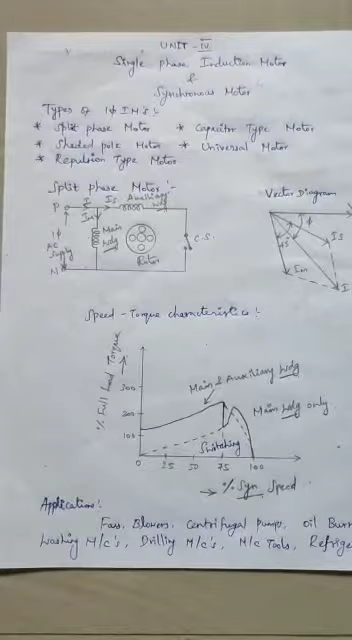 UNIT - IV
Single phase Induction Motor
&
Synchronous Motor
Types of 1ϕ IM's:-
* Split phase Motor * Capacitor Type Motor
* Shaded pole Motor * Universal Motor
* Repulsion Type Motor
Split phase Motor:-
Vector Diagram
P I Is Auxiliary Wdg
Im
1ϕ AC Supply
Main Wdg
Rotor
C.S.
N
ϕ
Is
Im
I
Speed - Torque characteristics:-
% Full Load Torque
300
200
100
Main & Auxiliary Wdg
Main Wdg only
Switching
0 25 50 75 100
→ % Syn Speed
Applications:
Fans, Blowers, Centrifugal pumps, oil Burn
Washing M/c's, Drilling M/c's, M/c Tools, Refrige